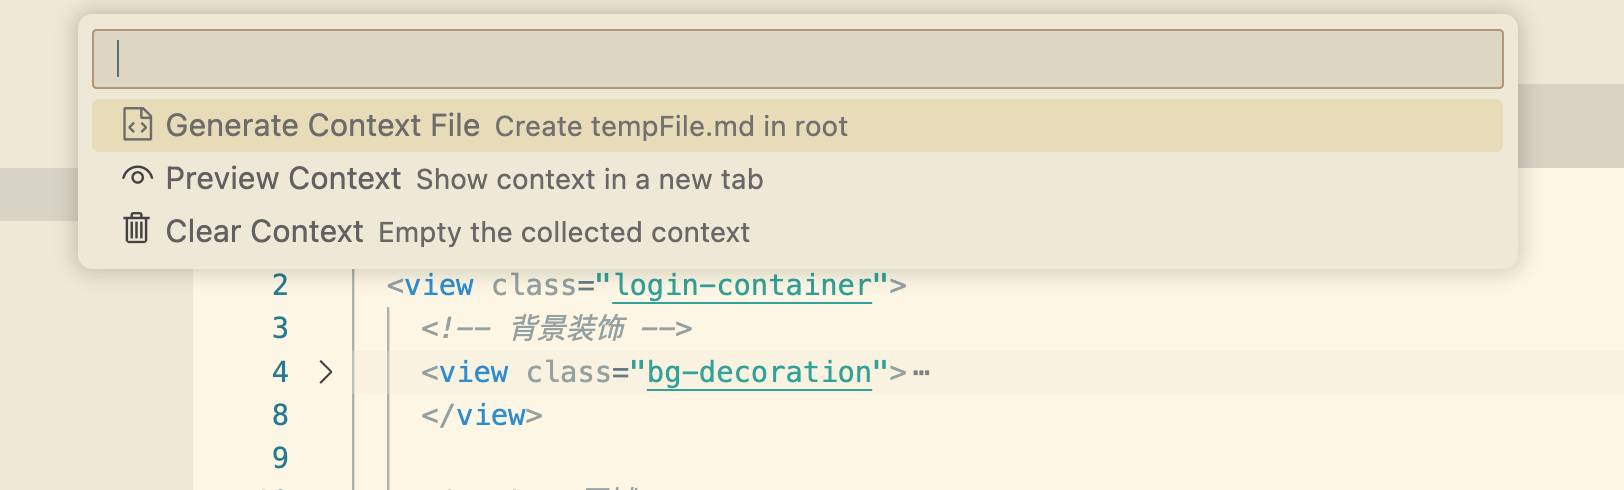 Generate Context File Create tempFile.md in root
Preview Context Show context in a new tab
Clear Context Empty the collected context
2 <view class="login-container">
3 <!-- 背景装饰 -->
4 <view class="bg-decoration">⋯
8 </view>
9